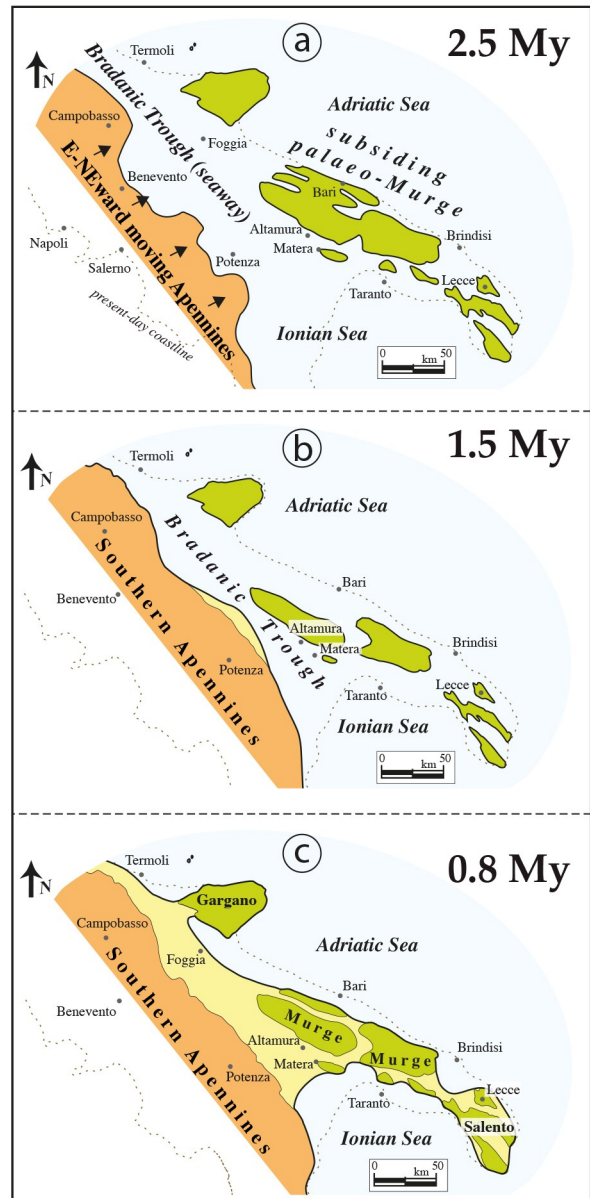 a
2.5 My
Termoli
N
Bradanic Trough (seaway)
Adriatic Sea
Campobasso
Foggia
subsiding
palaeo-Murge
E-NEward moving Apennines
Benevento
Bari
Altamura
Napoli
Matera
Brindisi
Salerno
Potenza
Lecce
Taranto
present-day coastline
Ionian Sea
0 50
km
b
1.5 My
Termoli
N
Adriatic Sea
Campobasso
Bradanic
Trough
Southern Apennines
Bari
Benevento
Altamura
Matera
Brindisi
Potenza
Lecce
Taranto
Ionian Sea
0 50
km
c
0.8 My
Termoli
N
Gargano
Campobasso
Adriatic Sea
Foggia
Southern Apennines
Bari
Benevento
Murge
Altamura
Murge
Brindisi
Matera
Potenza
Lecce
Taranto
Salento
Ionian Sea
0 50
km